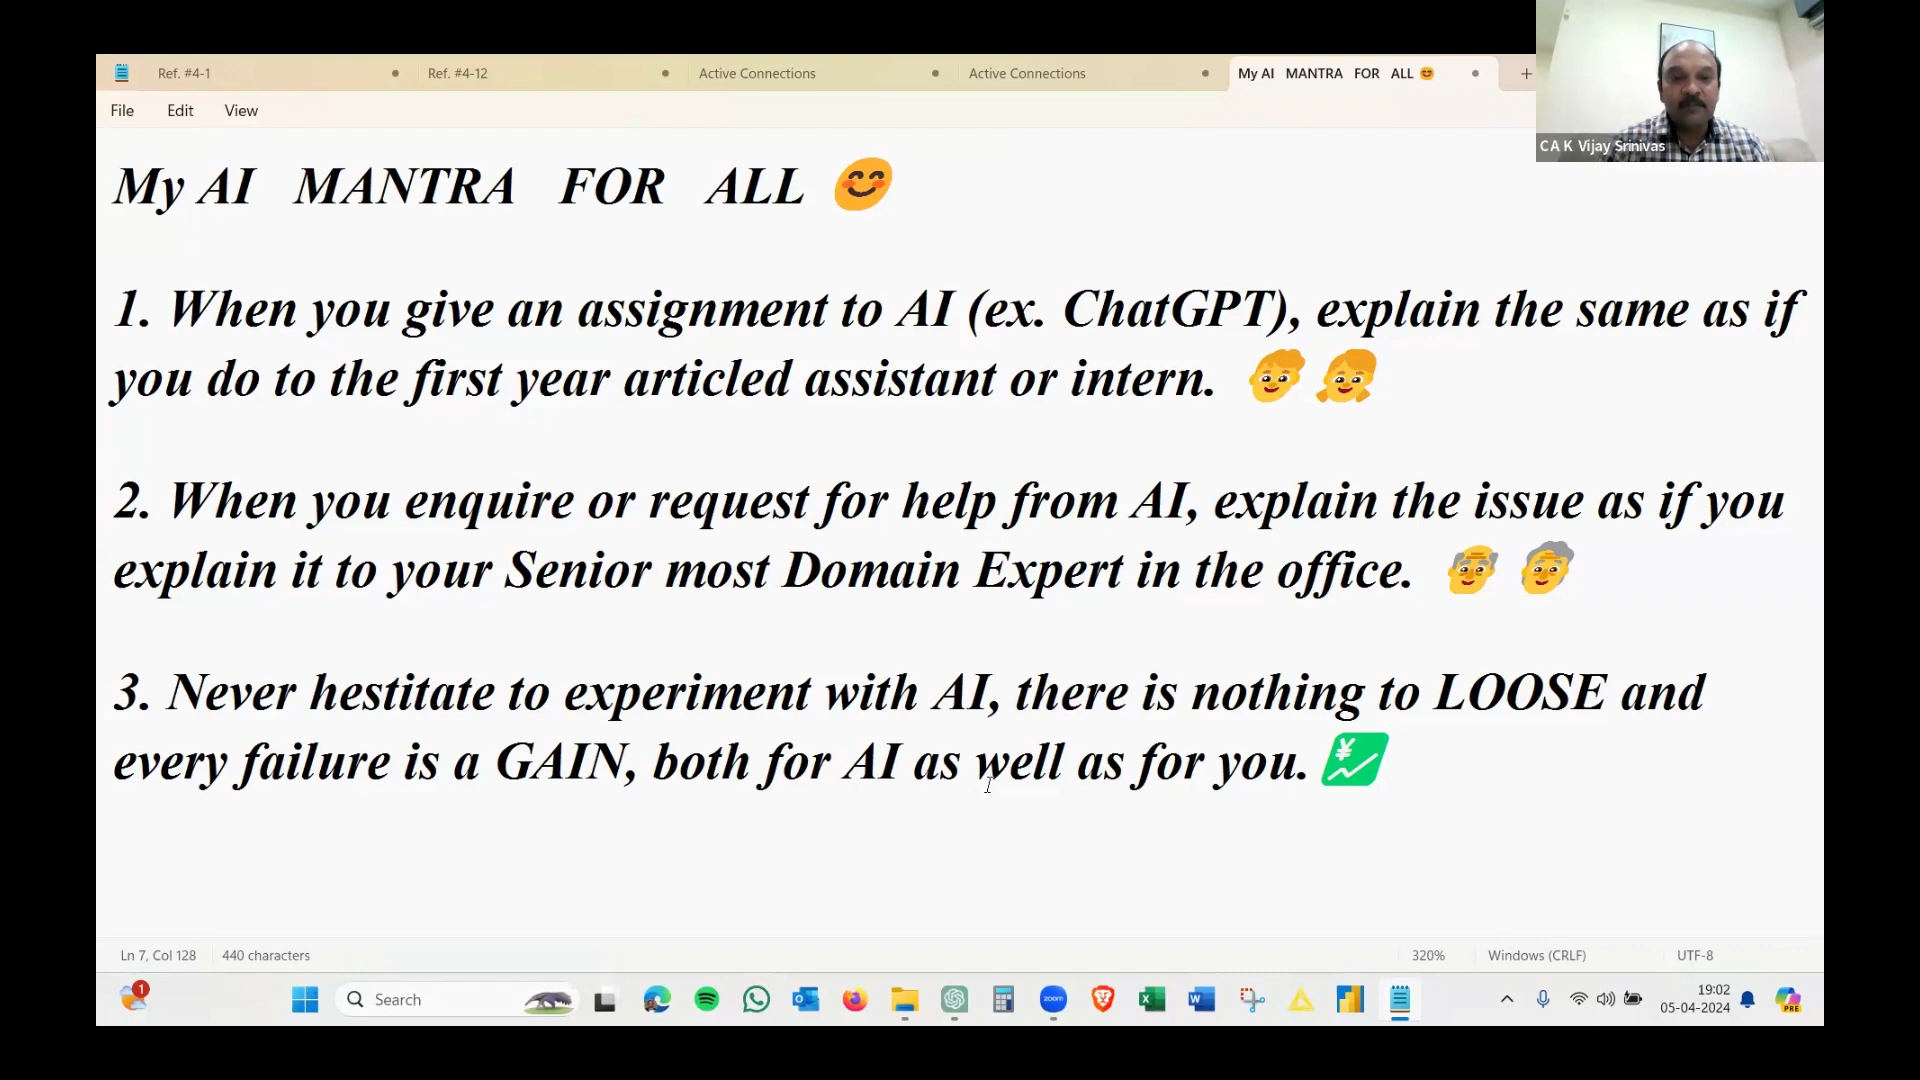 Ref. #4-1
Ref. #4-12
Active Connections
Active Connections
My AI MANTRA FOR ALL 😊
File Edit View
C A K Vijay Srinivas
My AI MANTRA FOR ALL 😊
1. When you give an assignment to AI (ex. ChatGPT), explain the same as if
you do to the first year articled assistant or intern. 🧒👧
2. When you enquire or request for help from AI, explain the issue as if you
explain it to your Senior most Domain Expert in the office. 👴 🧓
3. Never hestitate to experiment with AI, there is nothing to LOOSE and
every failure is a GAIN, both for AI as well as for you. 💹
Ln 7, Col 128 440 characters 320% Windows (CRLF) UTF-8
1
Search
zoom
19:02
05-04-2024
PRE